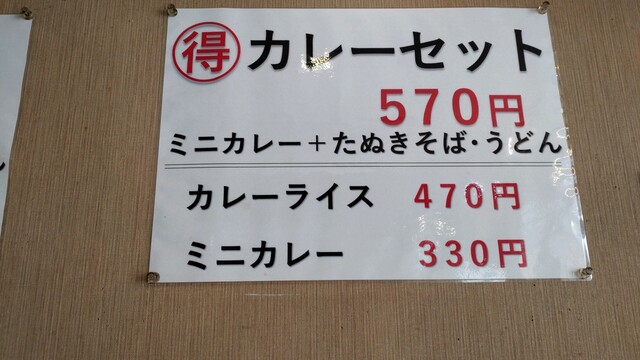 得 カレーセット
570円
ミニカレー+たぬきそば・うどん
カレーライス 470円
ミニカレー 330円